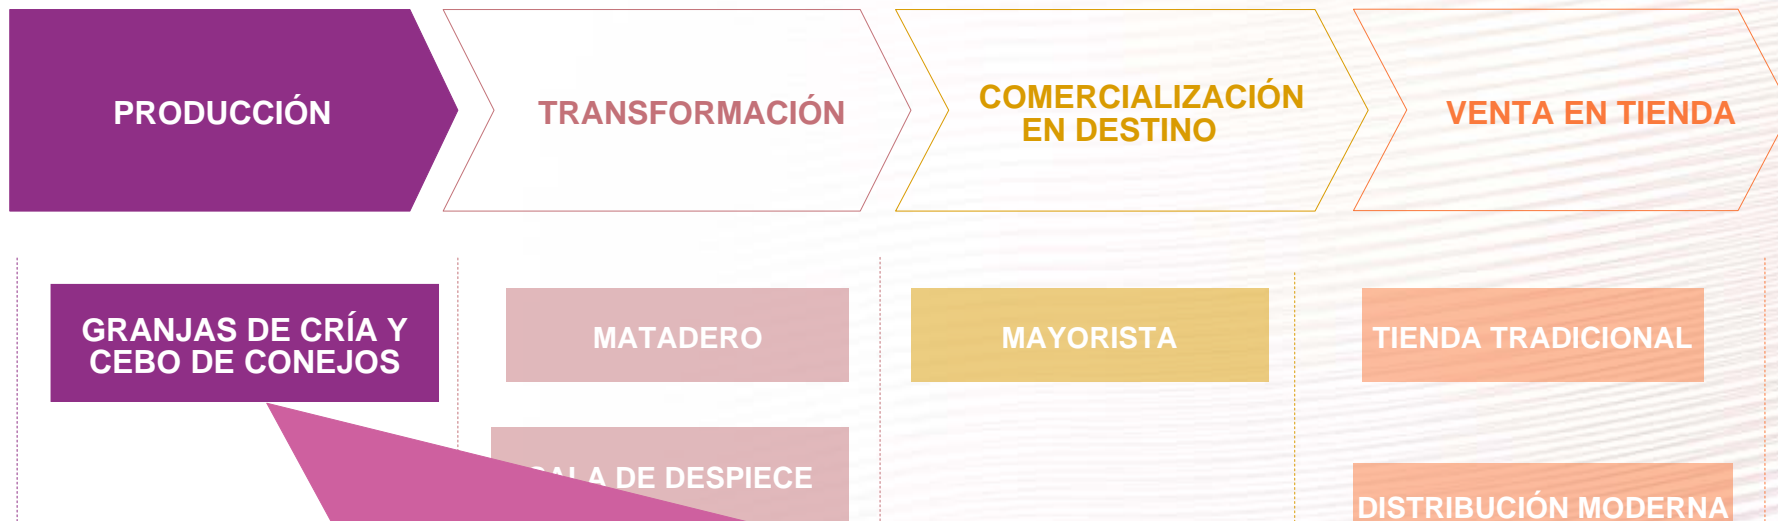 PRODUCCIÓN
TRANSFORMACIÓN
COMERCIALIZACIÓN
EN DESTINO
VENTA EN TIENDA
GRANJAS DE CRÍA Y
CEBO DE CONEJOS
MATADERO
MAYORISTA
TIENDA TRADICIONAL
SALA DE DESPIECE
DISTRIBUCIÓN MODERNA